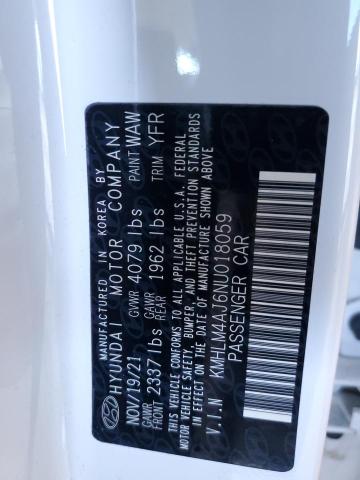 MANUFACTURED IN KOREA BY
HYUNDAI MOTOR COMPANY
NOV/19/21 GVWR 4079 lbs PAINT WAW
GAWR FRONT 2337 lbs GAWR REAR 1962 lbs TRIM YFR
THIS VEHICLE CONFORMS TO ALL APPLICABLE U.S.A. FEDERAL
MOTOR VEHICLE SAFETY, BUMPER, AND THEFT PREVENTION STANDARDS
IN EFFECT ON THE DATE OF MANUFACTURE SHOWN ABOVE
V.I.N KMHLM4AJ6NU018059
PASSENGER CAR